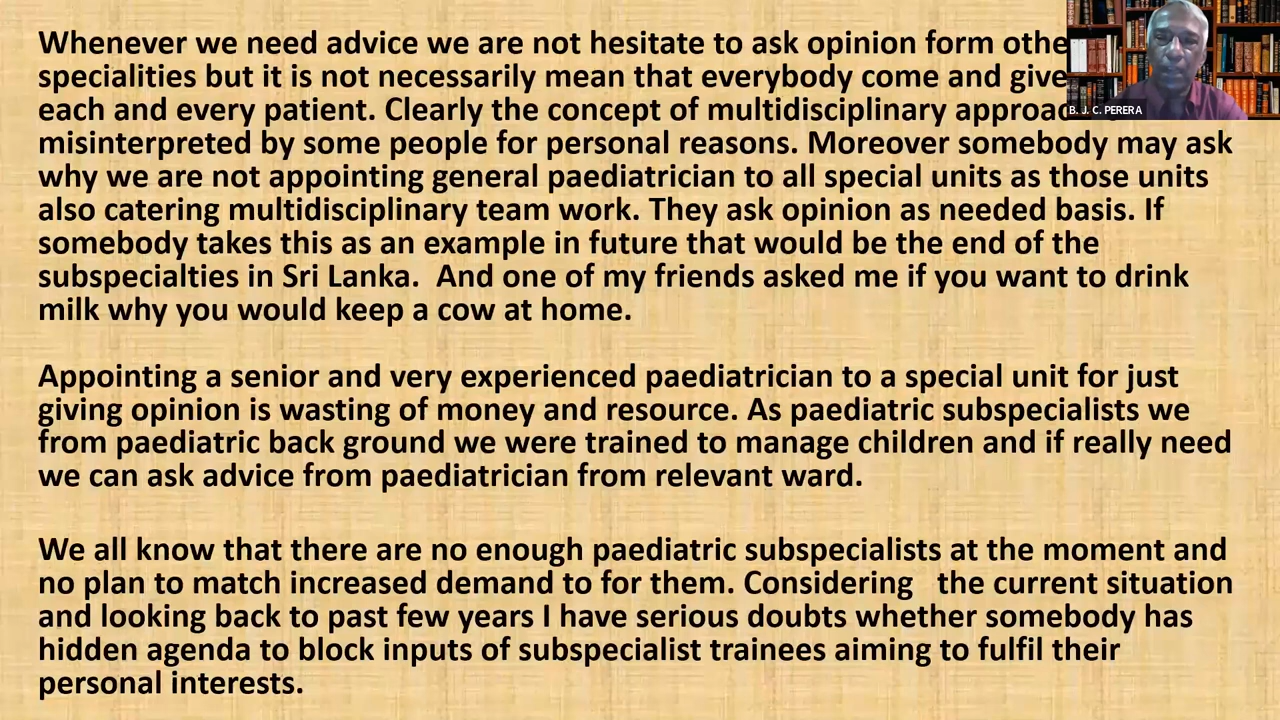 Whenever we need advice we are not hesitate to ask opinion form othe
specialities but it is not necessarily mean that everybody come and give
each and every patient. Clearly the concept of multidisciplinary approac
misinterpreted by some people for personal reasons. Moreover somebody may ask
why we are not appointing general paediatrician to all special units as those units
also catering multidisciplinary team work. They ask opinion as needed basis. If
somebody takes this as an example in future that would be the end of the
subspecialties in Sri Lanka.  And one of my friends asked me if you want to drink
milk why you would keep a cow at home.
Appointing a senior and very experienced paediatrician to a special unit for just
giving opinion is wasting of money and resource. As paediatric subspecialists we
from paediatric back ground we were trained to manage children and if really need
we can ask advice from paediatrician from relevant ward.
We all know that there are no enough paediatric subspecialists at the moment and
no plan to match increased demand to for them. Considering   the current situation
and looking back to past few years I have serious doubts whether somebody has
hidden agenda to block inputs of subspecialist trainees aiming to fulfil their
personal interests.
B. J. C. PERERA